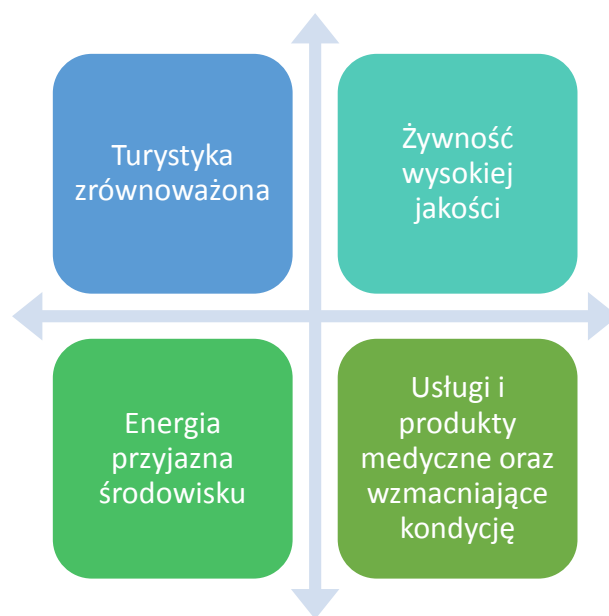 Turystyka
zrównoważona
Żywność
wysokiej
jakości
Energia
przyjazna
środowisku
Usługi i
produkty
medyczne oraz
wzmacniające
kondycję